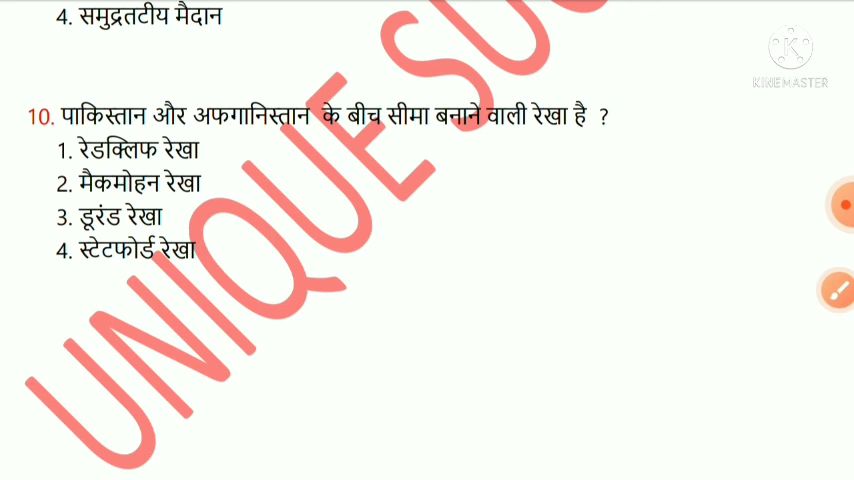 4. समुद्रतटीय मैदान
KINEMASTER
10. पाकिस्तान और अफगानिस्तान के बीच सीमा बनाने वाली रेखा है ?
1. रेडक्लिफ रेखा
2. मैकमोहन रेखा
3. डूरंड रेखा
4. स्टेटफोर्ड रेखा
UNIQUE SU